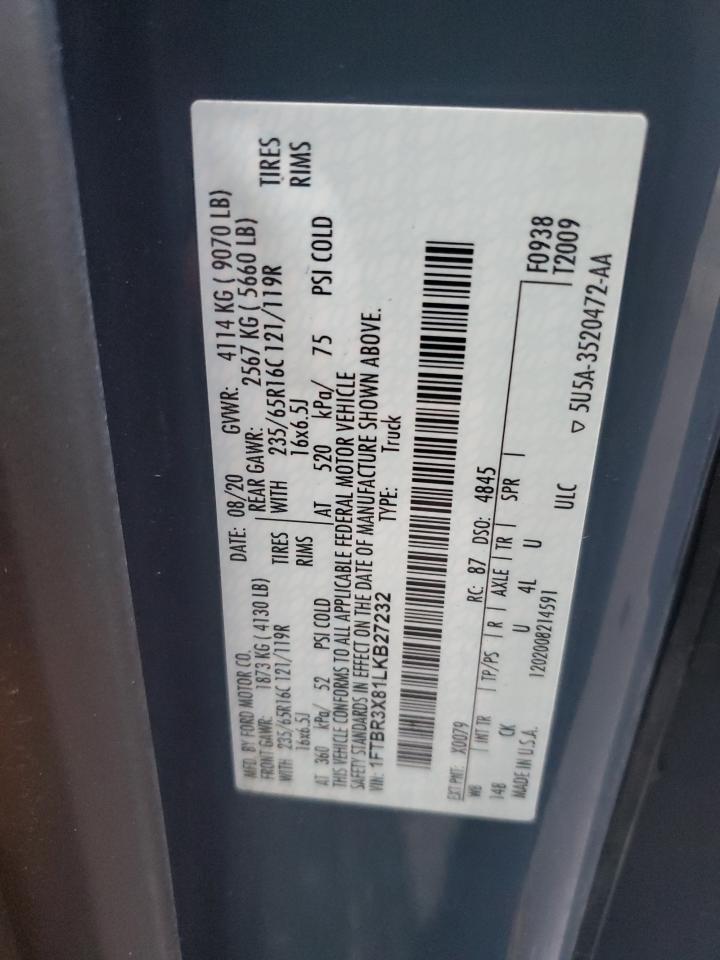 MFD. BY FORD MOTOR CO.
DATE: 08/20 GVWR: 4114 KG ( 9070 LB)
FRONT GAWR: 1873 KG ( 4130 LB) REAR GAWR: 2567 KG ( 5660 LB)
WITH 235/65R16C 121/119R TIRES WITH 235/65R16C 121/119R TIRES
16x6.5J RIMS 16x6.5J RIMS
AT 360 kPa/ 52 PSI COLD AT 520 kPa/ 75 PSI COLD
THIS VEHICLE CONFORMS TO ALL APPLICABLE FEDERAL MOTOR VEHICLE
SAFETY STANDARDS IN EFFECT ON THE DATE OF MANUFACTURE SHOWN ABOVE.
VIN: 1FTBR3X81LKB27232 TYPE: Truck
EXT PNT: X0079 RC: 87 DSO: 4845
WB INT TR TP/PS R AXLE TR SPR F0938
14B CK U 4L U T2009
MADE IN U.S.A. 1202008214591 ULC ▽ 5U5A-3520472-AA